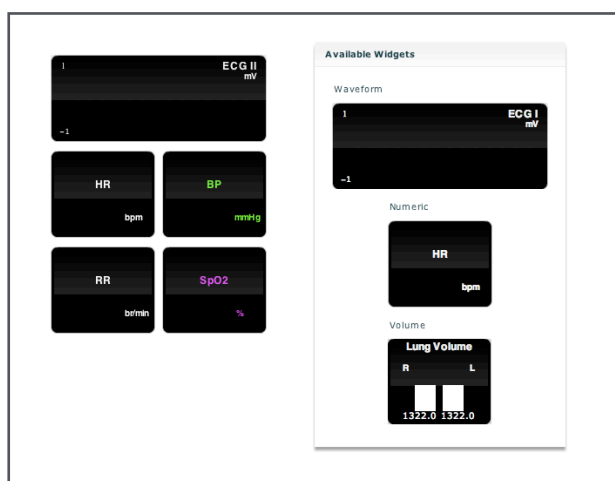 1 ECG II
mV
−1
HR
bpm
BP
mmHg
RR
br/min
SpO2
%
Available Widgets
Waveform
1 ECG I
mV
−1
Numeric
HR
bpm
Volume
Lung Volume
R L
1322.0 1322.0